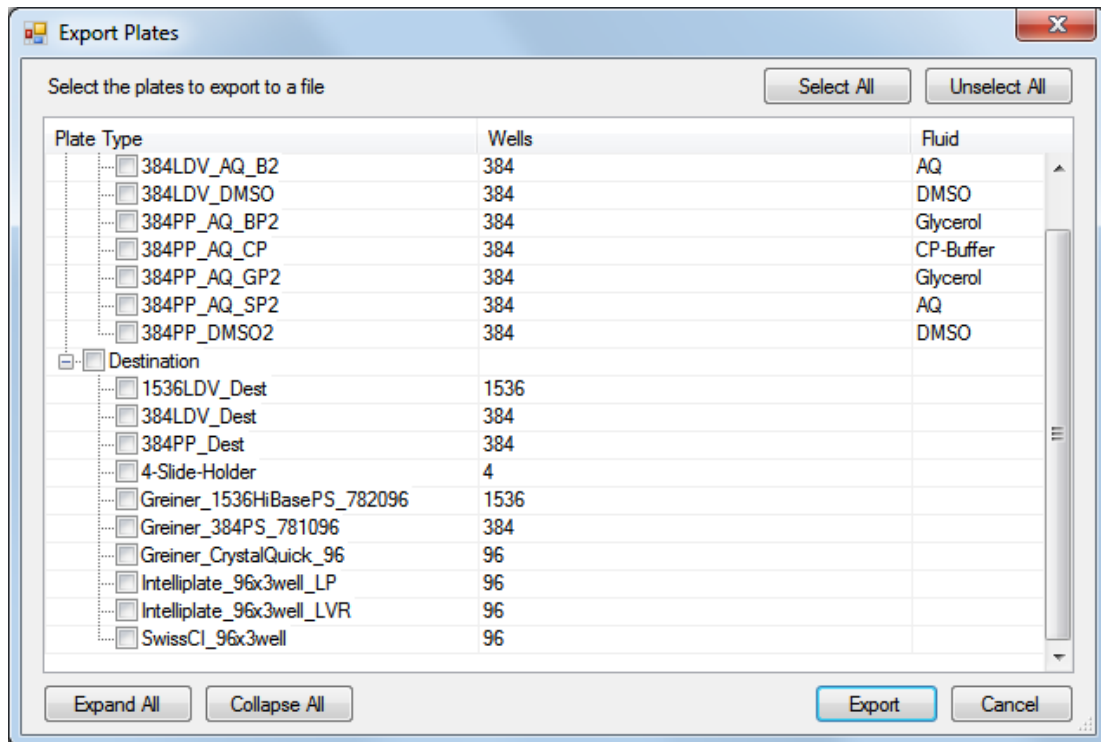 Export Plates
Select the plates to export to a file Select All Unselect All
Plate Type Wells Fluid
384LDV_AQ_B2 384 AQ
384LDV_DMSO 384 DMSO
384PP_AQ_BP2 384 Glycerol
384PP_AQ_CP 384 CP-Buffer
384PP_AQ_GP2 384 Glycerol
384PP_AQ_SP2 384 AQ
384PP_DMSO2 384 DMSO
Destination
1536LDV_Dest 1536
384LDV_Dest 384
384PP_Dest 384
4-Slide-Holder 4
Greiner_1536HiBasePS_782096 1536
Greiner_384PS_781096 384
Greiner_CrystalQuick_96 96
Intelliplate_96x3well_LP 96
Intelliplate_96x3well_LVR 96
SwissCI_96x3well 96
Expand All Collapse All Export Cancel